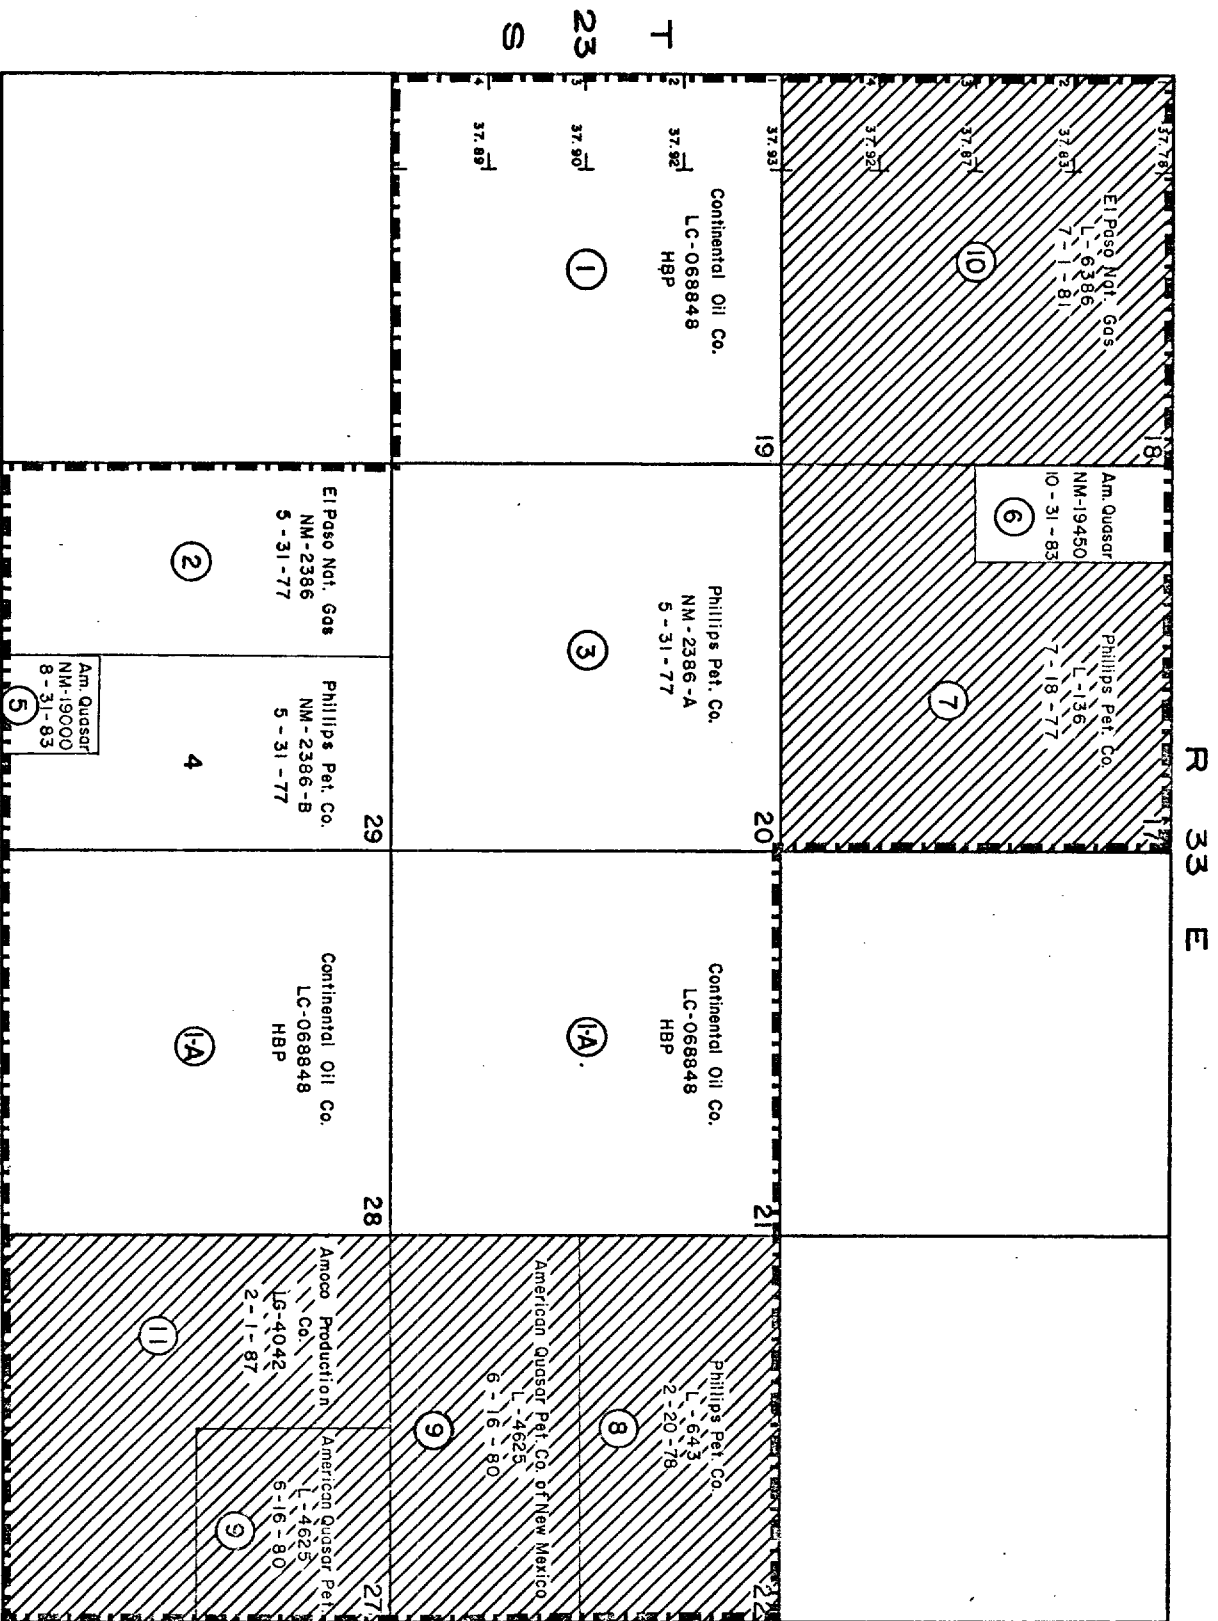 R 33 E
T
23
S
37.78
2
37.83
3
37.87
4
37.92
El Paso Nat. Gas
L-6386
7-1-81
10
18
Am. Quasar
NM-19450
10-31-83
6
Phillips Pet. Co.
L-136
7-18-77
7
17
1
37.93
2
37.92
3
37.90
4
37.89
Continental Oil Co.
LC-068848
HBP
1
19
Phillips Pet. Co.
NM-2386-A
5-31-77
3
20
Continental Oil Co.
LC-068848
HBP
1-A
21
Phillips Pet. Co.
L-643
2-20-78
8
22
American Quasar Pet. Co. of New Mexico
L-4625
6-16-80
9
El Paso Nat. Gas
NM-2386
5-31-77
2
Phillips Pet. Co.
NM-2386-B
5-31-77
4
29
Am. Quasar
NM-19000
8-31-83
5
Continental Oil Co.
LC-068848
HBP
1-A
28
Amoco Production
Co.
LG-4042
2-1-87
11
American Quasar Pet.
L-4625
6-16-80
9
27